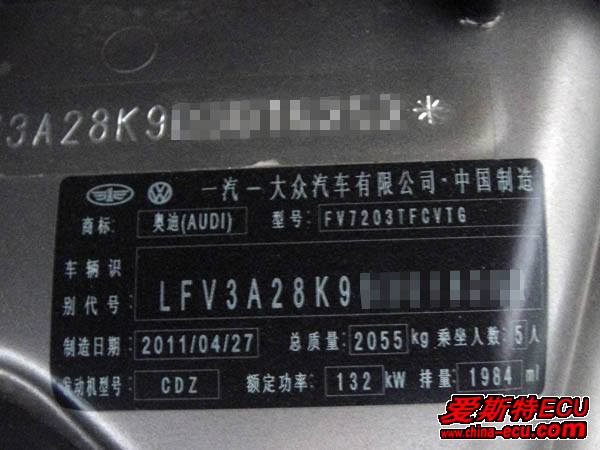 3A28K9
*
一汽一大众汽车有限公司·中国制造
商标: 奥迪(AUDI) 型号: FV7203TFCVTG
车辆识
别代号: LFV3A28K9
制造日期: 2011/04/27 总质量: 2055 kg 乘坐人数: 5人
发动机型号: CDZ 额定功率: 132 kW 排量: 1984 ml
爱斯特ECU
www.china-ecu.com